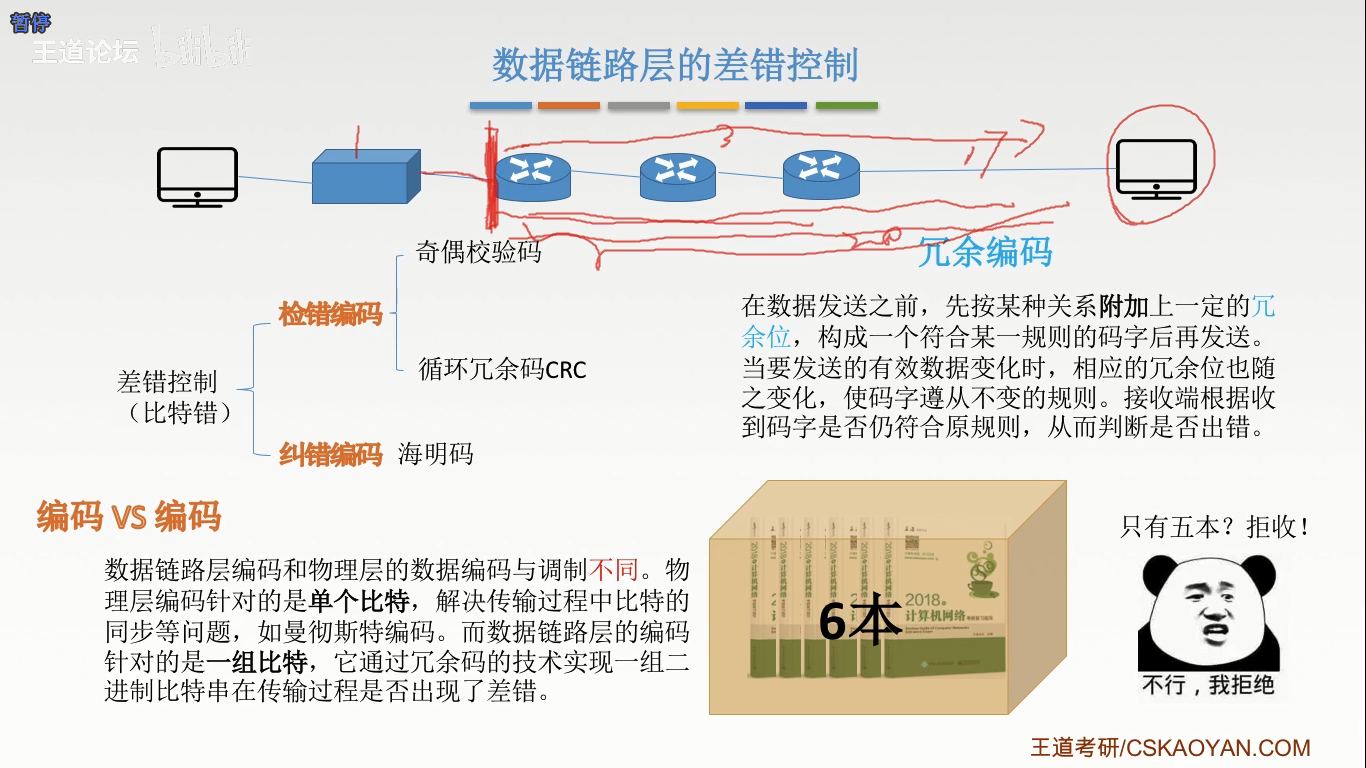 暂停
王道论坛 bilibili
数据链路层的差错控制
奇偶校验码
检错编码
循环冗余码CRC
差错控制
（比特错）
纠错编码 海明码
冗余编码
在数据发送之前，先按某种关系附加上一定的冗
余位，构成一个符合某一规则的码字后再发送。
当要发送的有效数据变化时，相应的冗余位也随
之变化，使码字遵从不变的规则。接收端根据收
到码字是否仍符合原规则，从而判断是否出错。
编码 VS 编码
数据链路层编码和物理层的数据编码与调制不同。物
理层编码针对的是单个比特，解决传输过程中比特的
同步等问题，如曼彻斯特编码。而数据链路层的编码
针对的是一组比特，它通过冗余码的技术实现一组二
进制比特串在传输过程是否出现了差错。
2018
计算机网络
6本
只有五本？拒收！
不行，我拒绝
王道考研/CSKAOYAN.COM